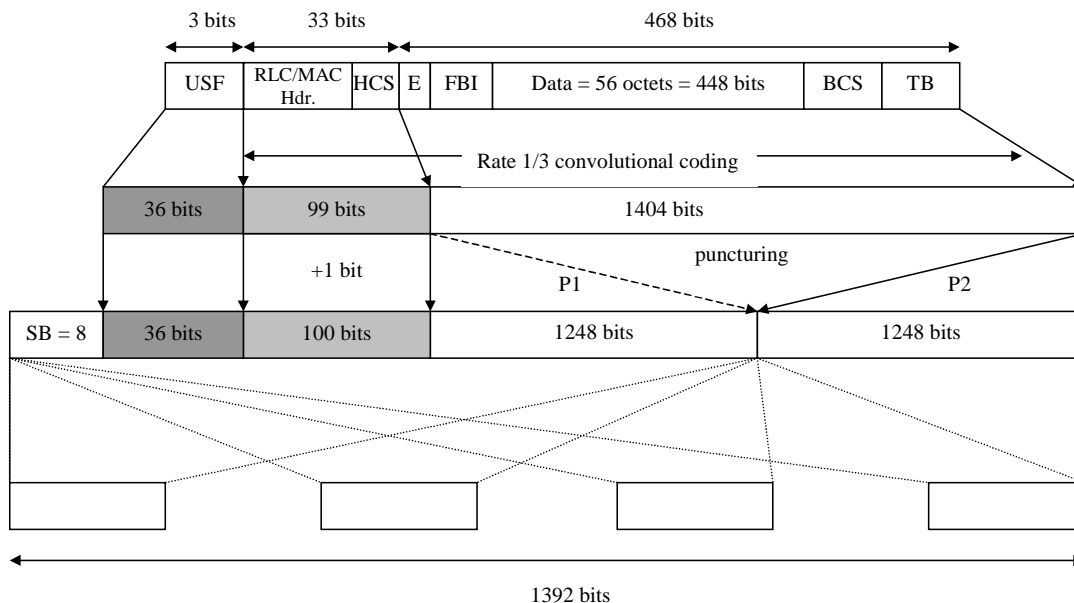 3 bits 33 bits 468 bits
USF RLC/MAC Hdr. HCS E FBI Data = 56 octets = 448 bits BCS TB
Rate 1/3 convolutional coding
36 bits 99 bits 1404 bits
+1 bit puncturing
P1 P2
SB = 8 36 bits 100 bits 1248 bits 1248 bits
1392 bits